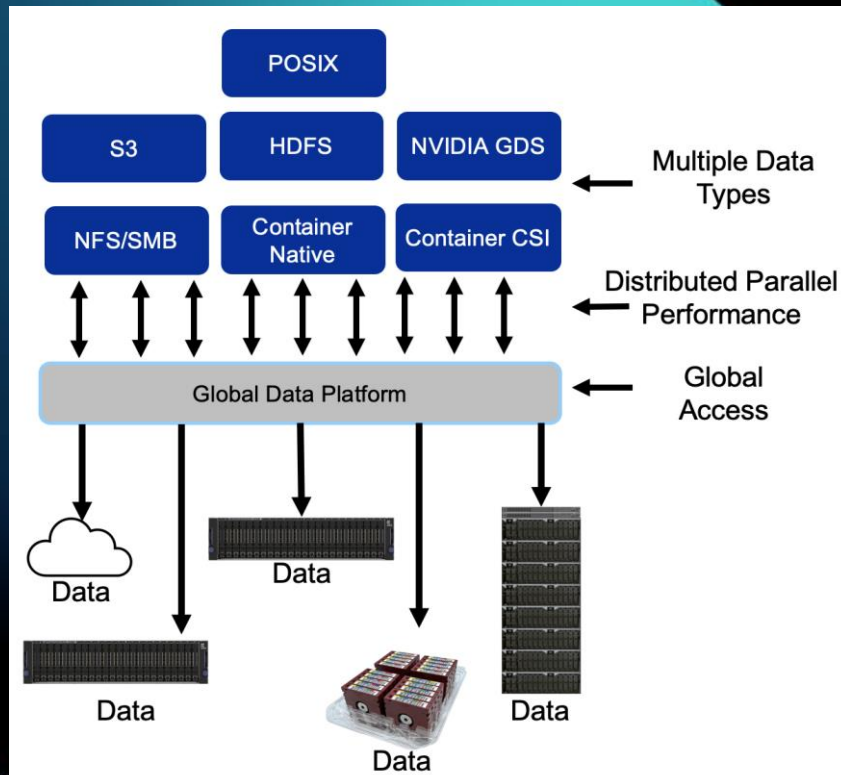 POSIX
S3
HDFS
NVIDIA GDS
Multiple Data
Types
NFS/SMB
Container
Native
Container CSI
Distributed Parallel
Performance
Global Data Platform
Global
Access
Data
Data
Data
Data
Data